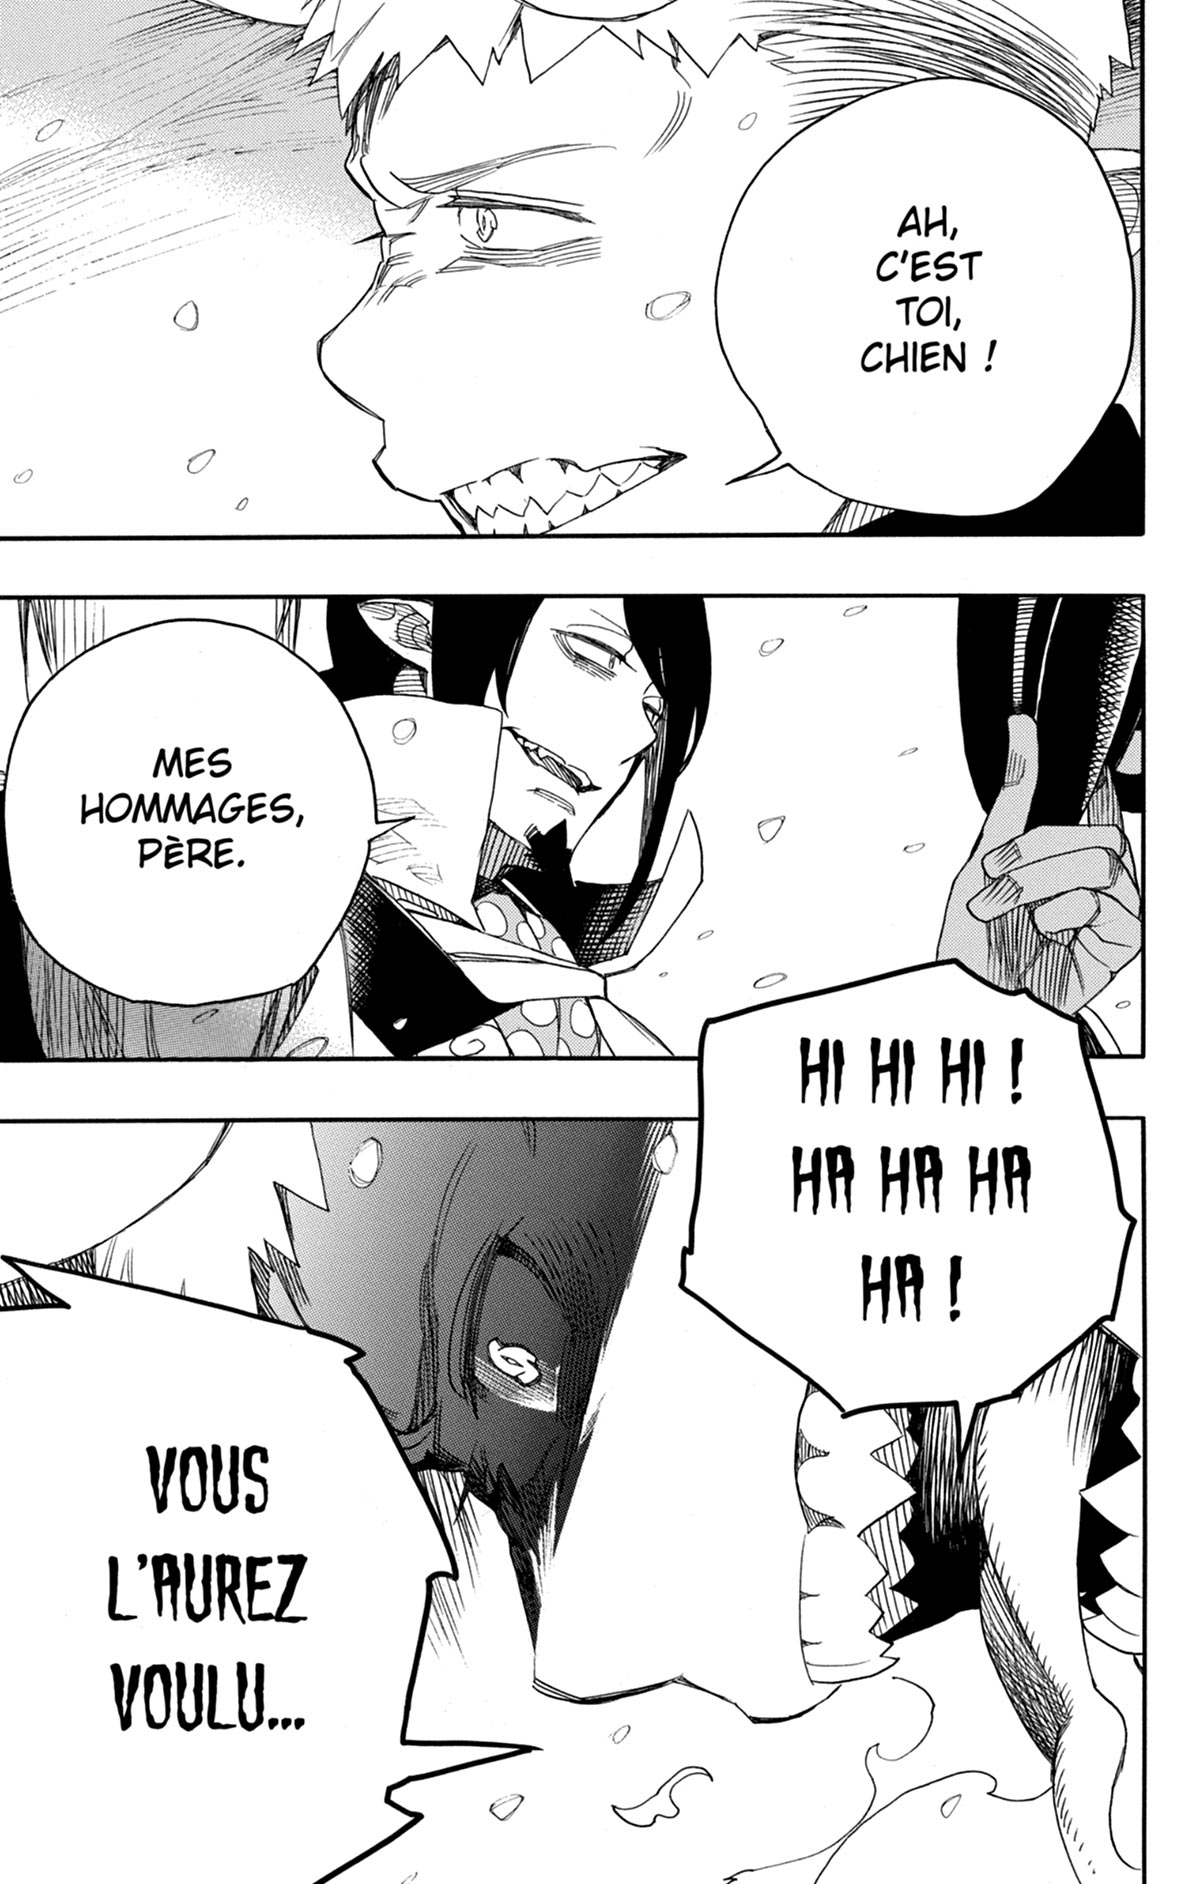 AH,
C'EST
TOI,
CHIEN !
MES
HOMMAGES,
PÈRE.
HI HI HI !
HA HA HA
HA !
VOUS
L'AUREZ
VOULU...